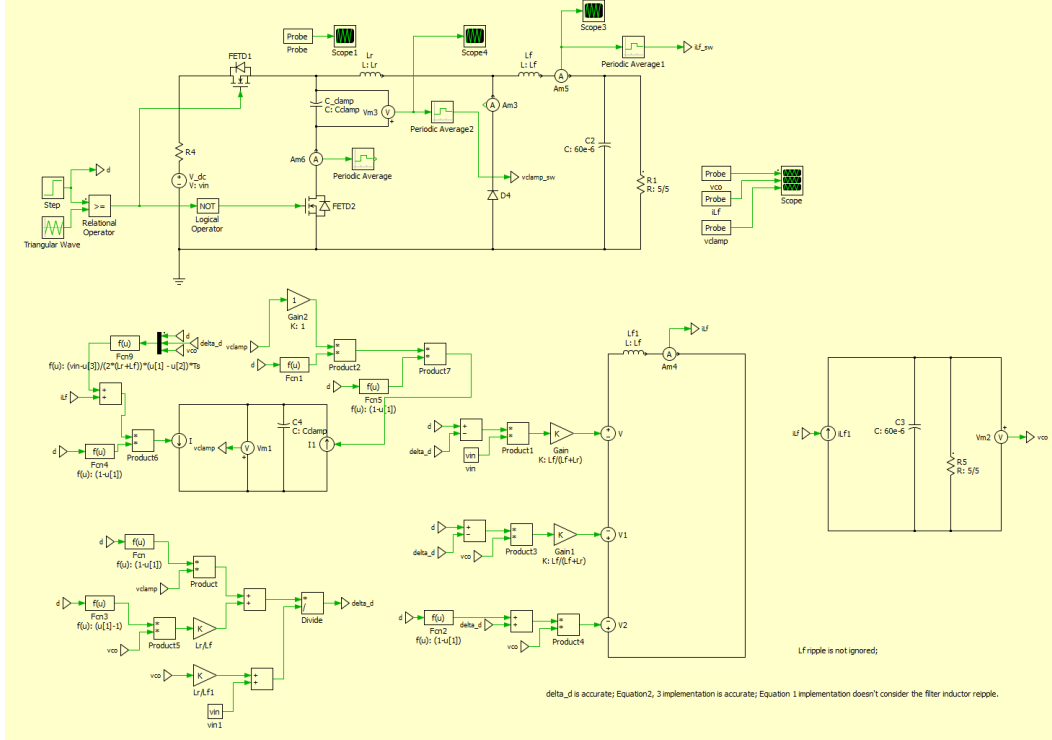 Scope3
Probe
Probe
Scope1
Scope4
iLf_sw
FETD1
Lr
L: Lr
Lf
L: Lf
Periodic Average1
Am5
C_clamp
C: Cclamp
Vm3
Am3
Periodic Average2
R4
C2
C: 60e-6
Am6
d
Periodic Average
vclamp_sw
V_dc
V: vin
R1
R: 5/5
Probe
vco
Step
>=
NOT
FETD2
D4
Probe
iLf
Scope
Relational
Operator
Logical
Operator
Probe
vclamp
Triangular Wave
1
Gain2
K: 1
d
delta_d
vco
f(u)
Fcn9
f(u): (vin-u[3])/(2*(Lr+Lf))*(u[1] - u[2])*Ts
vclamp
d
f(u)
Fcn1
Product2
Product7
Lf1
L: Lf
iLf
Am4
iLf
d
f(u)
Fcn5
f(u): (1-u[1])
C4
C: Cclamp
d
f(u)
Fcn4
f(u): (1-u[1])
Product6
I
vclamp
Vm1
I1
d
delta_d
vin
vin
Product1
K
Gain
K: Lf/(Lf+Lr)
V
iLf
iLf1
C3
C: 60e-6
R5
R: 5/5
Vm2
vco
d
delta_d
vco
Product3
K
Gain1
K: Lf/(Lf+Lr)
V1
d
f(u)
Fcn
f(u): (1-u[1])
vclamp
Product
d
f(u)
Fcn3
f(u): (u[1]-1)
vco
Product5
K
Lr/Lf
Divide
delta_d
d
f(u)
Fcn2
f(u): (1-u[1])
delta_d
vco
Product4
V2
vco
K
Lr/Lf1
vin
vin1
Lf ripple is not ignored;
delta_d is accurate; Equation2, 3 implementation is accurate; Equation 1 implementation doesn't consider the filter inductor reipple.